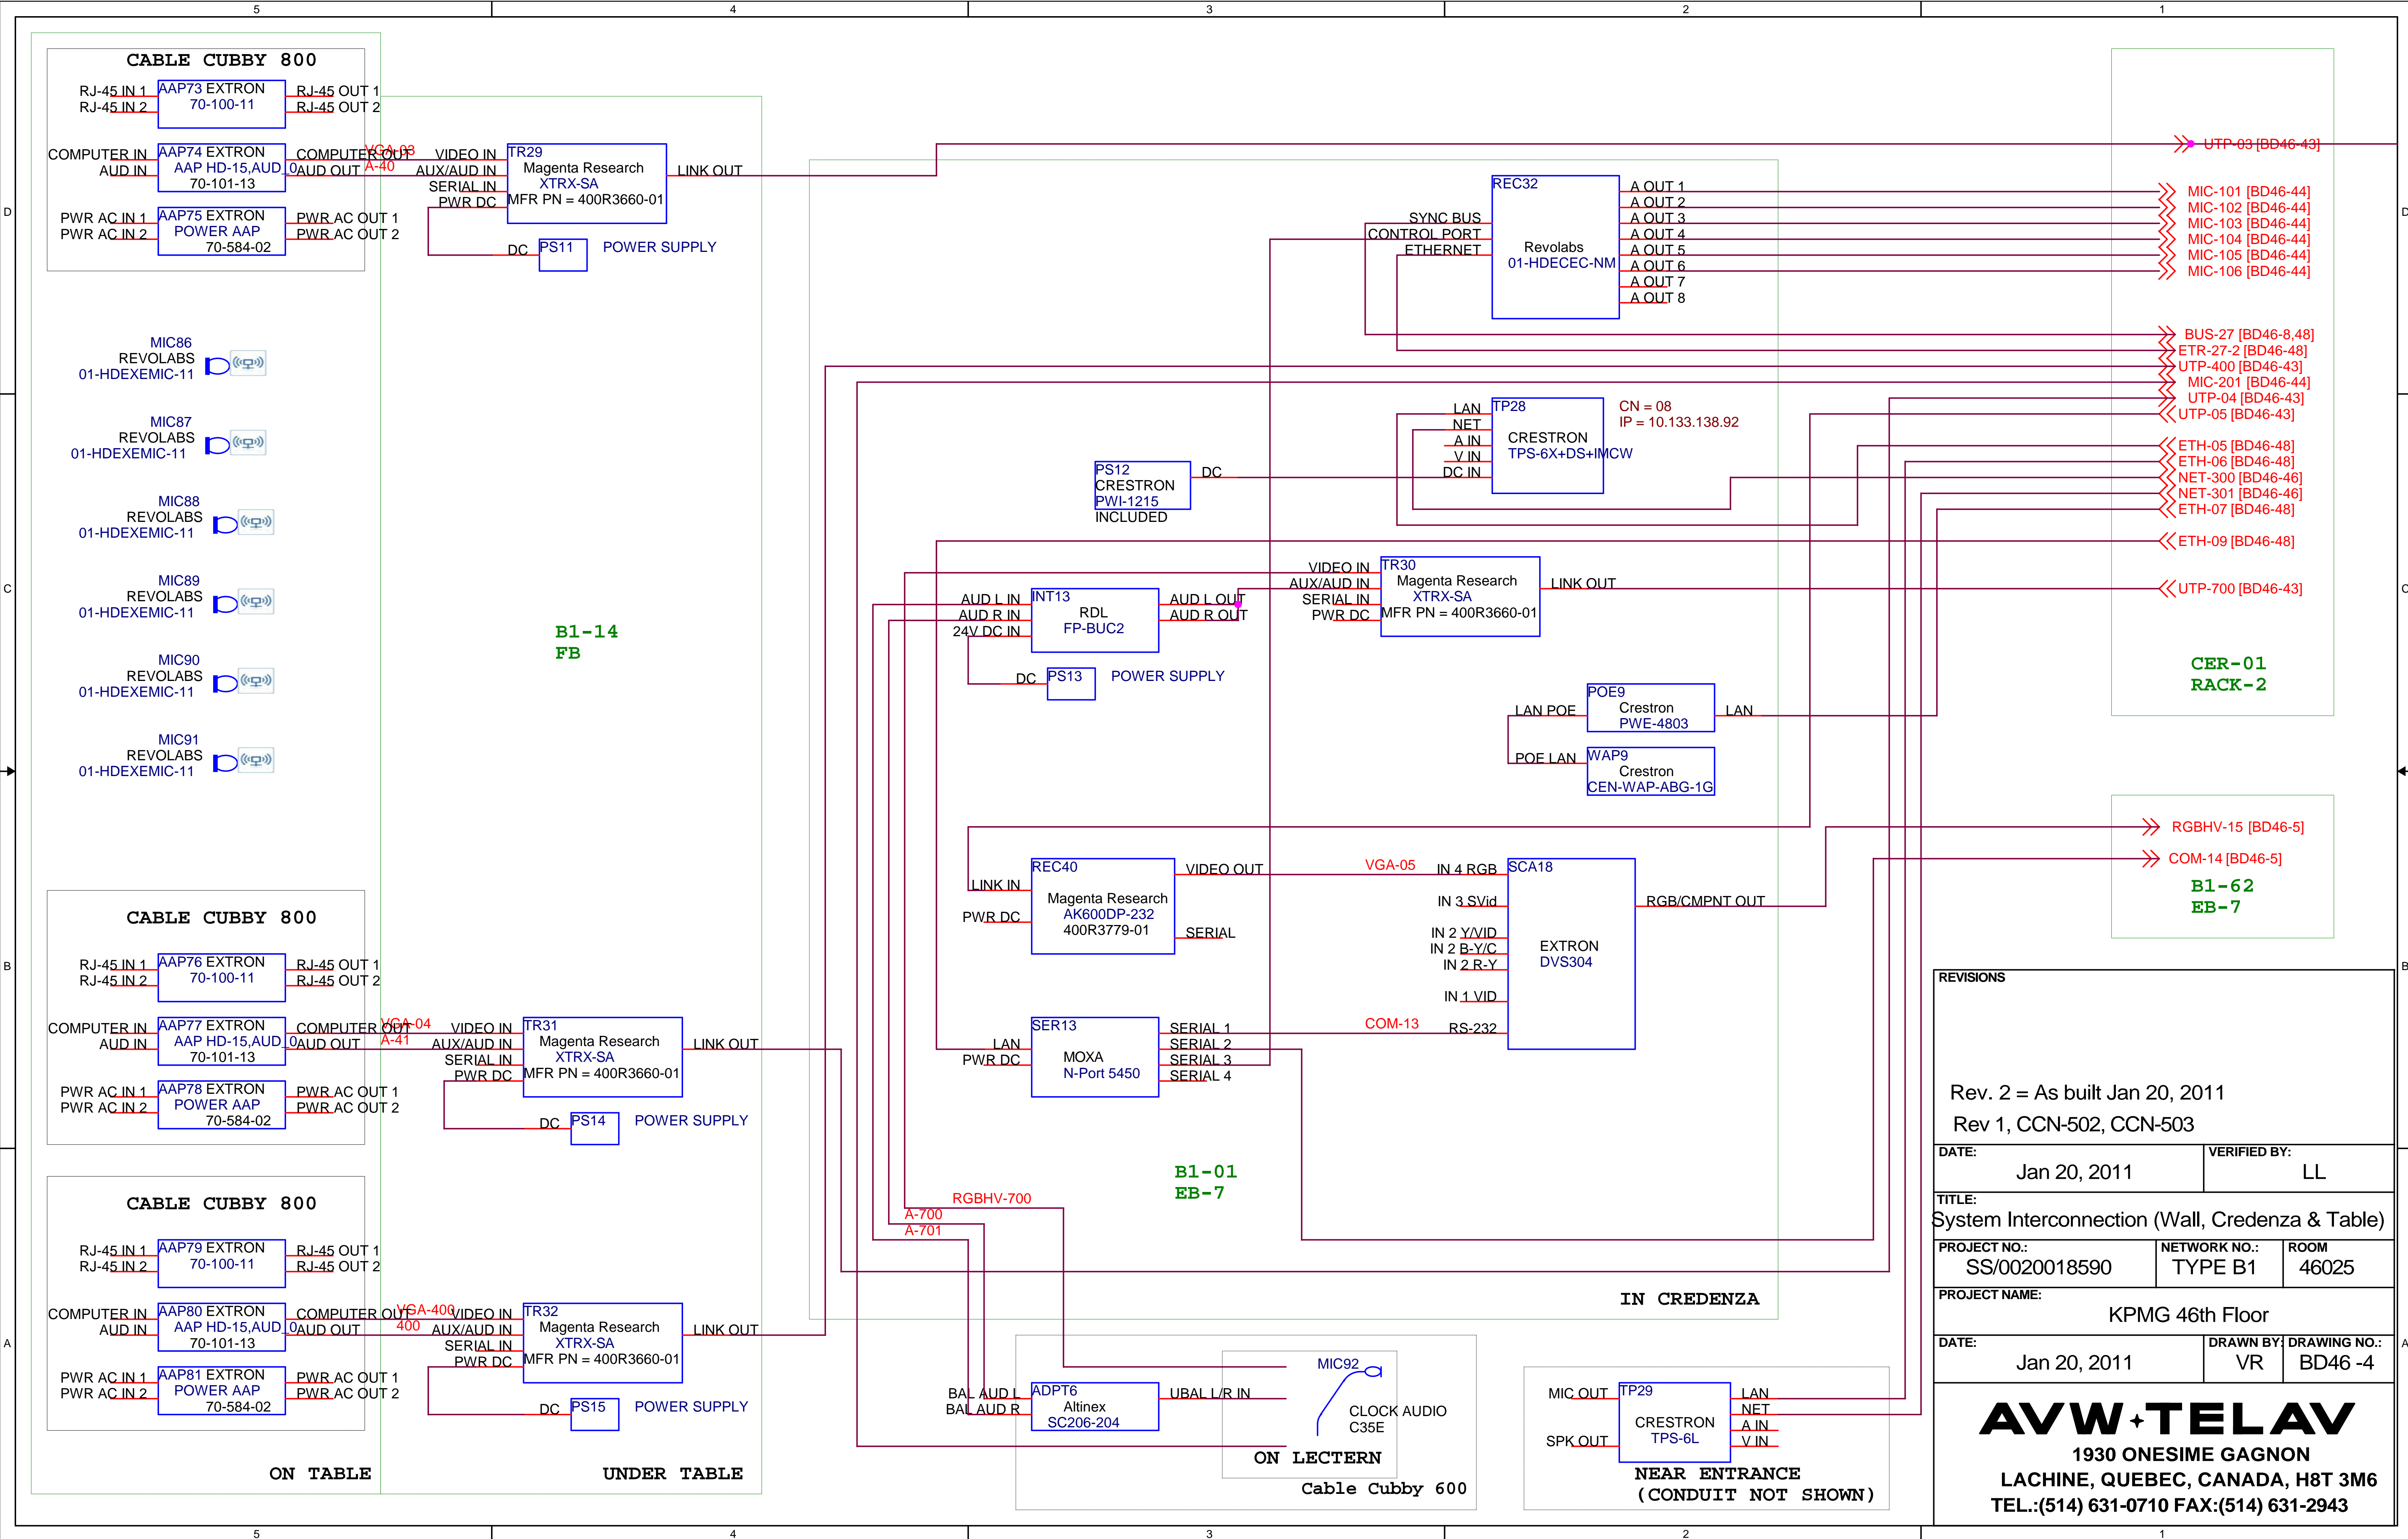 5
4
3
2
1
D
C
B
A
CABLE CUBBY 800
RJ-45 IN 1
RJ-45 IN 2
AAP73 EXTRON
70-100-11
RJ-45 OUT 1
RJ-45 OUT 2
COMPUTER IN
AUD IN
AAP74 EXTRON
AAP HD-15,AUD_0
70-101-13
COMPUTER OUT
AUD OUT
VGA-03
A-40
PWR AC IN 1
PWR AC IN 2
AAP75 EXTRON
POWER AAP
70-584-02
PWR AC OUT 1
PWR AC OUT 2
VIDEO IN
AUX/AUD IN
SERIAL IN
PWR DC
TR29
Magenta Research
XTRX-SA
MFR PN = 400R3660-01
LINK OUT
DC
PS11
POWER SUPPLY
MIC86
REVOLABS
01-HDEXEMIC-11
MIC87
REVOLABS
01-HDEXEMIC-11
MIC88
REVOLABS
01-HDEXEMIC-11
MIC89
REVOLABS
01-HDEXEMIC-11
MIC90
REVOLABS
01-HDEXEMIC-11
MIC91
REVOLABS
01-HDEXEMIC-11
B1-14
FB
CABLE CUBBY 800
RJ-45 IN 1
RJ-45 IN 2
AAP76 EXTRON
70-100-11
RJ-45 OUT 1
RJ-45 OUT 2
COMPUTER IN
AUD IN
AAP77 EXTRON
AAP HD-15,AUD_0
70-101-13
COMPUTER OUT
AUD OUT
VGA-04
A-41
PWR AC IN 1
PWR AC IN 2
AAP78 EXTRON
POWER AAP
70-584-02
PWR AC OUT 1
PWR AC OUT 2
VIDEO IN
AUX/AUD IN
SERIAL IN
PWR DC
TR31
Magenta Research
XTRX-SA
MFR PN = 400R3660-01
LINK OUT
DC
PS14
POWER SUPPLY
CABLE CUBBY 800
RJ-45 IN 1
RJ-45 IN 2
AAP79 EXTRON
70-100-11
RJ-45 OUT 1
RJ-45 OUT 2
COMPUTER IN
AUD IN
AAP80 EXTRON
AAP HD-15,AUD_0
70-101-13
COMPUTER OUT
AUD OUT
VGA-400
400
PWR AC IN 1
PWR AC IN 2
AAP81 EXTRON
POWER AAP
70-584-02
PWR AC OUT 1
PWR AC OUT 2
VIDEO IN
AUX/AUD IN
SERIAL IN
PWR DC
TR32
Magenta Research
XTRX-SA
MFR PN = 400R3660-01
LINK OUT
DC
PS15
POWER SUPPLY
ON TABLE
UNDER TABLE
SYNC BUS
CONTROL PORT
ETHERNET
REC32
Revolabs
01-HDECEC-NM
A OUT 1
A OUT 2
A OUT 3
A OUT 4
A OUT 5
A OUT 6
A OUT 7
A OUT 8
LAN
NET
A IN
V IN
DC IN
TP28
CRESTRON
TPS-6X+DS+IMCW
CN = 08
IP = 10.133.138.92
PS12
CRESTRON
PWI-1215
INCLUDED
DC
VIDEO IN
AUX/AUD IN
SERIAL IN
PWR DC
TR30
Magenta Research
XTRX-SA
MFR PN = 400R3660-01
LINK OUT
AUD L IN
AUD R IN
24V DC IN
INT13
RDL
FP-BUC2
AUD L OUT
AUD R OUT
DC
PS13
POWER SUPPLY
LAN POE
POE9
Crestron
PWE-4803
LAN
POE LAN
WAP9
Crestron
CEN-WAP-ABG-1G
LINK IN
PWR DC
REC40
Magenta Research
AK600DP-232
400R3779-01
VIDEO OUT
SERIAL
VGA-05
IN 4 RGB
IN 3 SVid
IN 2 Y/VID
IN 2 B-Y/C
IN 2 R-Y
IN 1 VID
RS-232
SCA18
EXTRON
DVS304
RGB/CMPNT OUT
LAN
PWR DC
SER13
MOXA
N-Port 5450
SERIAL 1
SERIAL 2
SERIAL 3
SERIAL 4
COM-13
B1-01
EB-7
RGBHV-700
A-700
A-701
IN CREDENZA
BAL AUD L
BAL AUD R
ADPT6
Altinex
SC206-204
UBAL L/R IN
MIC92
CLOCK AUDIO
C35E
ON LECTERN
Cable Cubby 600
MIC OUT
SPK OUT
TP29
CRESTRON
TPS-6L
LAN
NET
A IN
V IN
NEAR ENTRANCE
(CONDUIT NOT SHOWN)
UTP-03 [BD46-43]
MIC-101 [BD46-44]
MIC-102 [BD46-44]
MIC-103 [BD46-44]
MIC-104 [BD46-44]
MIC-105 [BD46-44]
MIC-106 [BD46-44]
BUS-27 [BD46-8,48]
ETR-27-2 [BD46-48]
UTP-400 [BD46-43]
MIC-201 [BD46-44]
UTP-04 [BD46-43]
UTP-05 [BD46-43]
ETH-05 [BD46-48]
ETH-06 [BD46-48]
NET-300 [BD46-46]
NET-301 [BD46-46]
ETH-07 [BD46-48]
ETH-09 [BD46-48]
UTP-700 [BD46-43]
CER-01
RACK-2
RGBHV-15 [BD46-5]
COM-14 [BD46-5]
B1-62
EB-7
REVISIONS
Rev. 2 = As built Jan 20, 2011
Rev 1, CCN-502, CCN-503
DATE:
Jan 20, 2011
VERIFIED BY:
LL
TITLE:
System Interconnection (Wall, Credenza & Table)
PROJECT NO.:
SS/0020018590
NETWORK NO.:
TYPE B1
ROOM
46025
PROJECT NAME:
KPMG 46th Floor
DATE:
Jan 20, 2011
DRAWN BY:
VR
DRAWING NO.:
BD46 -4
AVW+TELAV
1930 ONESIME GAGNON
LACHINE, QUEBEC, CANADA, H8T 3M6
TEL.:(514) 631-0710 FAX:(514) 631-2943
D
C
B
A
5
4
3
2
1